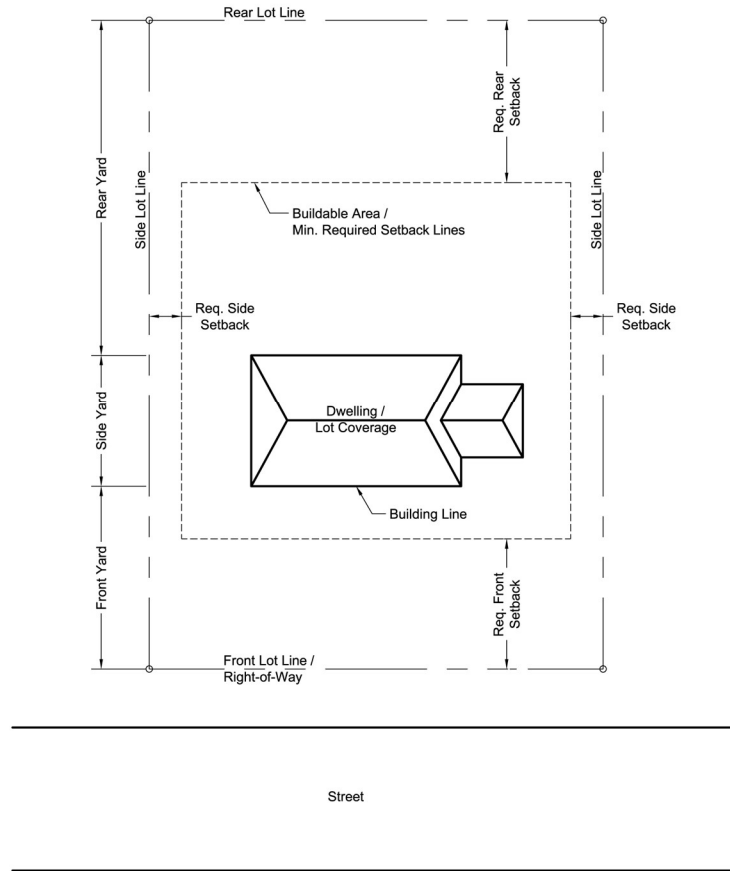 Rear Lot Line
Req. Rear
Setback
Rear Yard
Side Lot Line
Side Lot Line
Buildable Area /
Min. Required Setback Lines
Req. Side
Setback
Req. Side
Setback
Side Yard
Dwelling /
Lot Coverage
Building Line
Front Yard
Req. Front
Setback
Front Lot Line /
Right-of-Way
Street